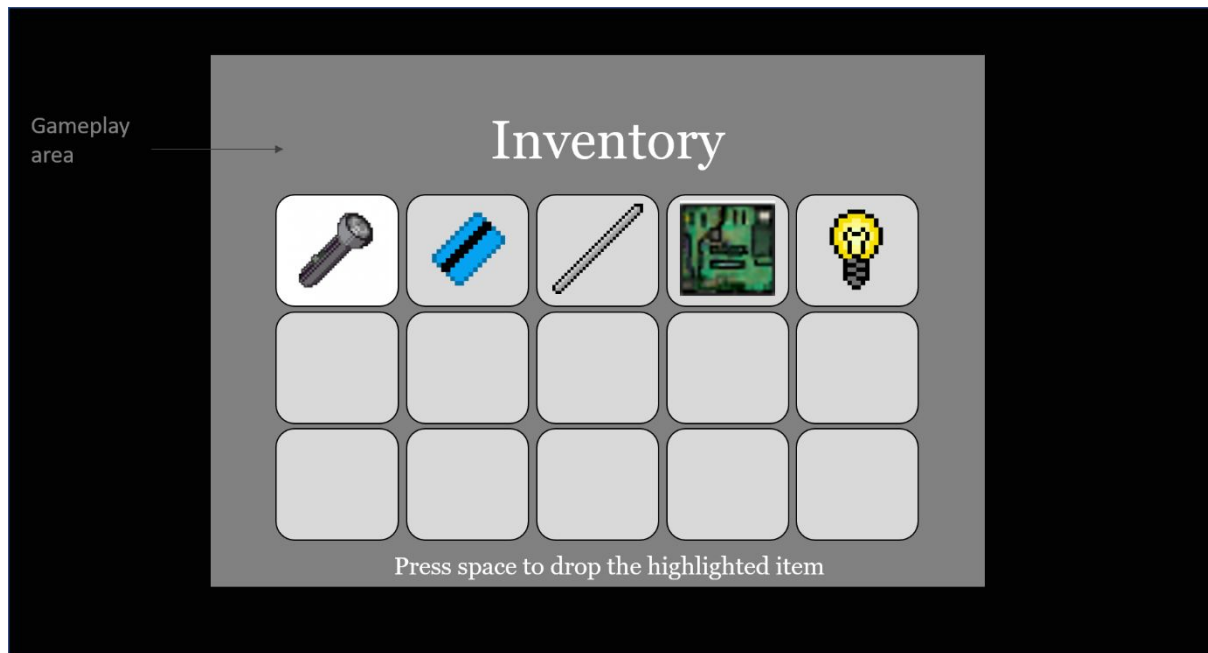 Gameplay
area
Inventory
Press space to drop the highlighted item